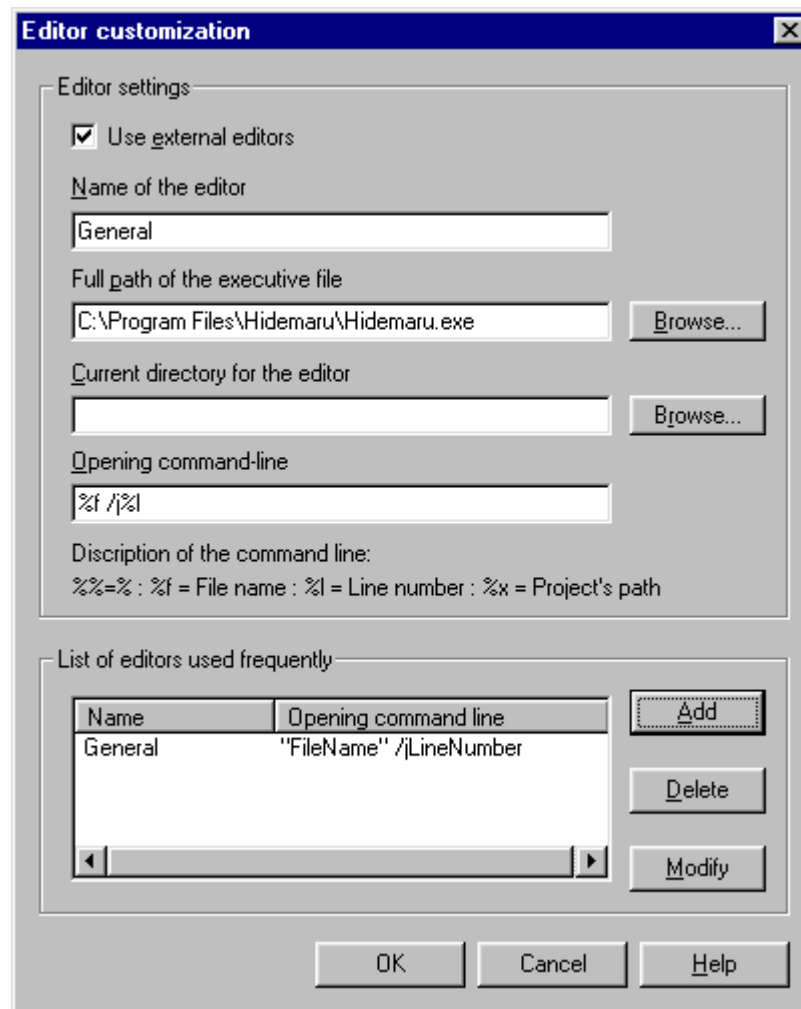 Editor customization
Editor settings
Use external editors
Name of the editor
General
Full path of the executive file
C:\Program Files\Hidemaru\Hidemaru.exe
Browse...
Current directory for the editor
Browse...
Opening command-line
%f /j%l
Discription of the command line:
%%=% : %f = File name : %l = Line number : %x = Project's path
List of editors used frequently
Name Opening command line
General "FileName" /jLineNumber
Add
Delete
Modify
OK Cancel Help